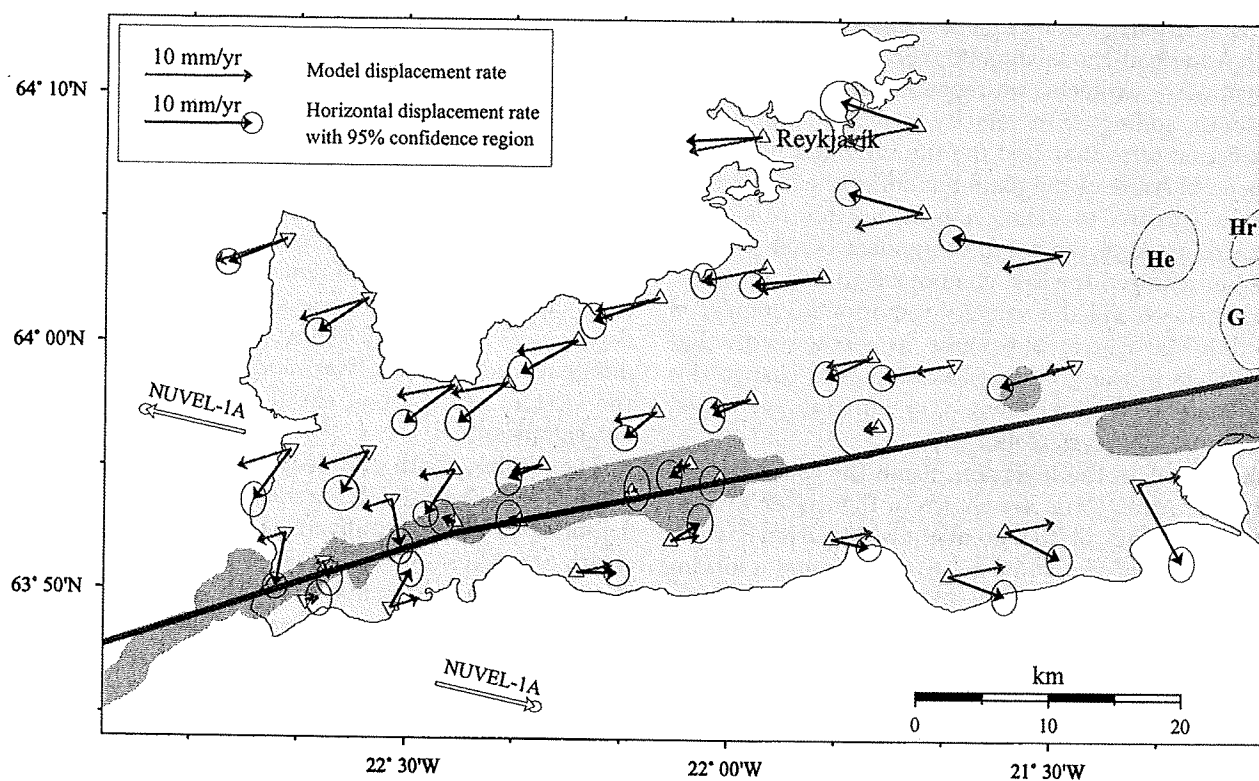 10 mm/yr
Model displacement rate
10 mm/yr
Horizontal displacement rate
with 95% confidence region
64° 10'N
Reykjavík
Hr
He
G
64° 00'N
NUVEL-1A
63° 50'N
NUVEL-1A
km
0 10 20
22° 30'W
22° 00'W
21° 30'W